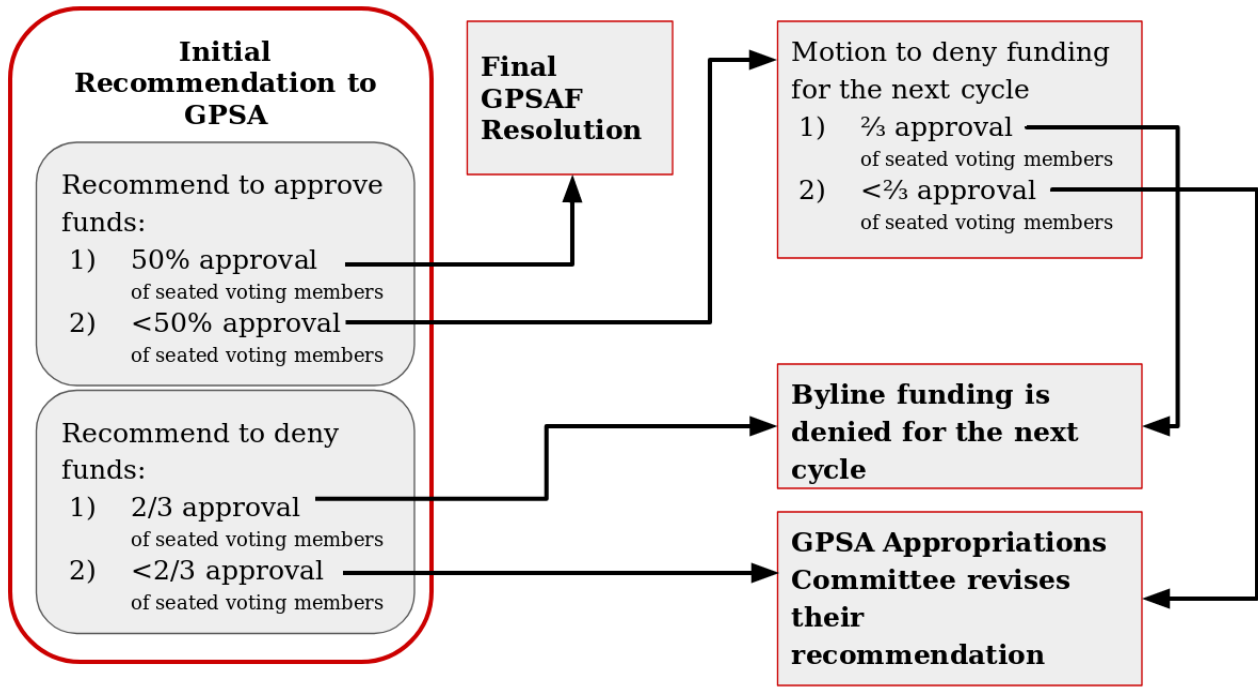 Initial
Recommendation to
GPSA
Recommend to approve
funds:
1) 50% approval
of seated voting members
2) <50% approval
of seated voting members
Recommend to deny
funds:
1) 2/3 approval
of seated voting members
2) <2/3 approval
of seated voting members
Final
GPSAF
Resolution
Motion to deny funding
for the next cycle
1) ⅔ approval
of seated voting members
2) <⅔ approval
of seated voting members
Byline funding is
denied for the next
cycle
GPSA Appropriations
Committee revises
their
recommendation